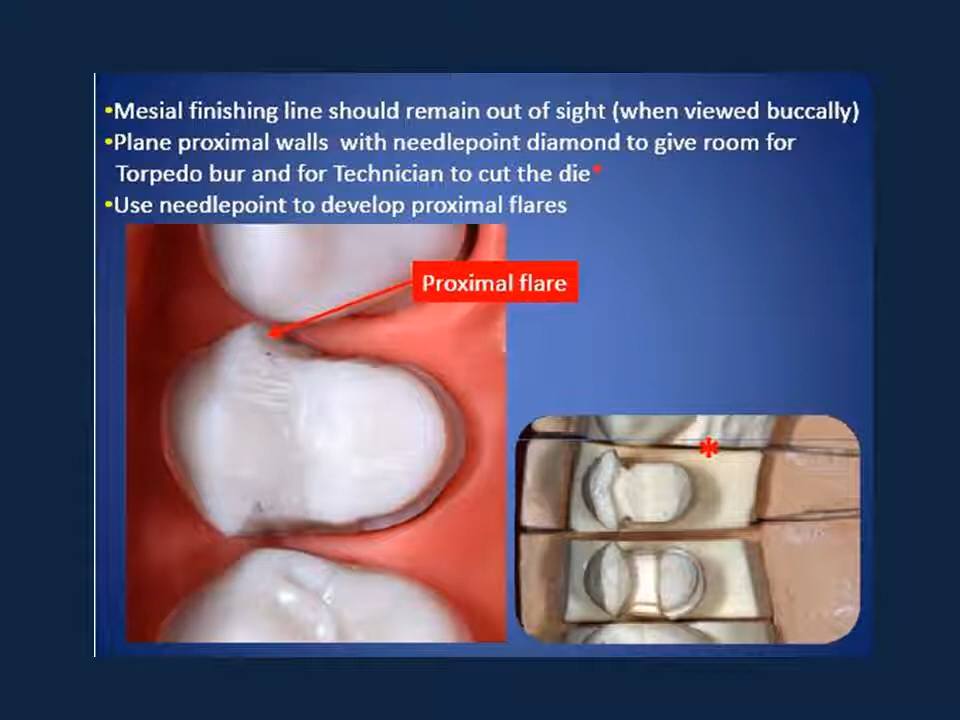 •Mesial finishing line should remain out of sight (when viewed buccally)
•Plane proximal walls with needlepoint diamond to give room for
Torpedo bur and for Technician to cut the die*
•Use needlepoint to develop proximal flares
Proximal flare
*